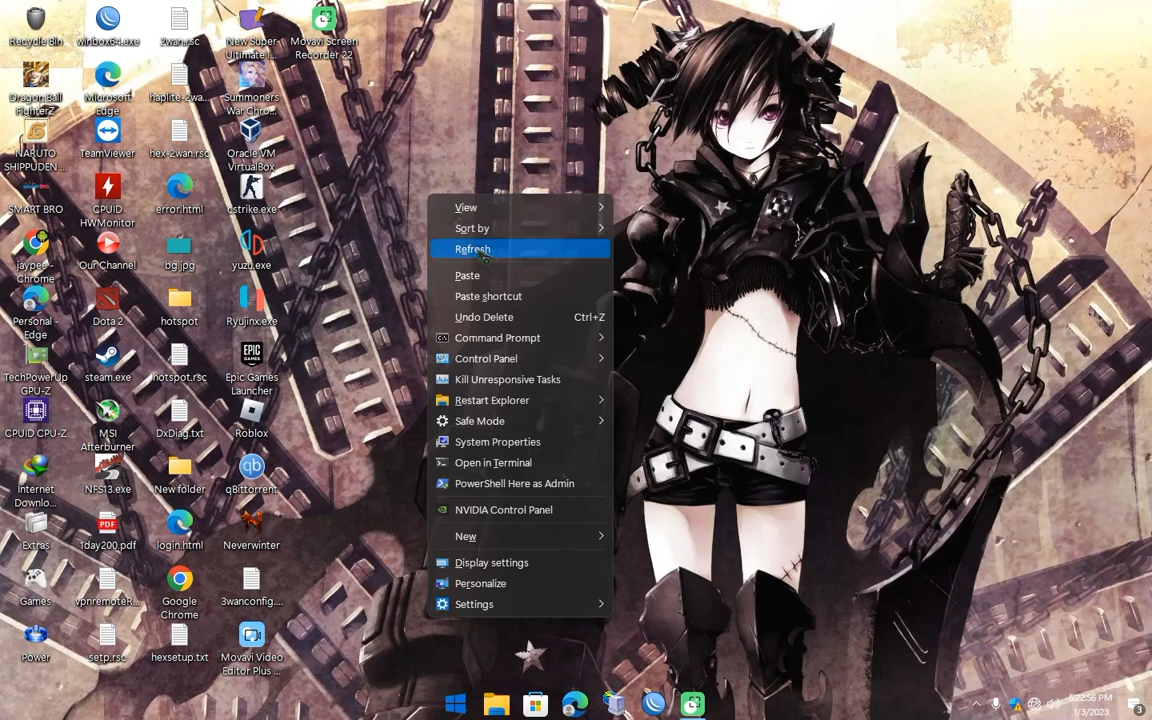 Recycle Bin
winbox64.exe
2wan.rsc
New Super
Ultimate I...
Movavi Screen
Recorder 22
Dragon Ball
FighterZ
Microsoft
Edge
haplite-2wa...
Summoners
War Chro...
NARUTO
SHIPPUDEN ...
TeamViewer
hex-2wan.rsc
Oracle VM
VirtualBox
SMART BRO
CPUID
HWMonitor
error.html
cstrike.exe
jaypee -
Chrome
Our Channel
bg.jpg
yuzu.exe
Personal -
Edge
Dota 2
hotspot
Ryujinx.exe
TechPowerUp
GPU-Z
steam.exe
hotspot.rsc
EPIC
GAMES
Epic Games
Launcher
CPUID CPU-Z
MSI
Afterburner
DxDiag.txt
Roblox
Internet
Downlo...
NFS13.exe
New folder
qb
qBittorrent
Extras
PDF
1day200.pdf
login.html
Neverwinter
Games
vpnremoteR...
Google
Chrome
3wanconfig....
Power
setp.rsc
hexsetup.txt
Movavi Video
Editor Plus ...
View
Sort by
Refresh
Paste
Paste shortcut
Undo Delete Ctrl+Z
Command Prompt
Control Panel
Kill Unresponsive Tasks
Restart Explorer
Safe Mode
System Properties
Open in Terminal
PowerShell Here as Admin
NVIDIA Control Panel
New
Display settings
Personalize
Settings
5:22:56 PM
1/3/2023
3